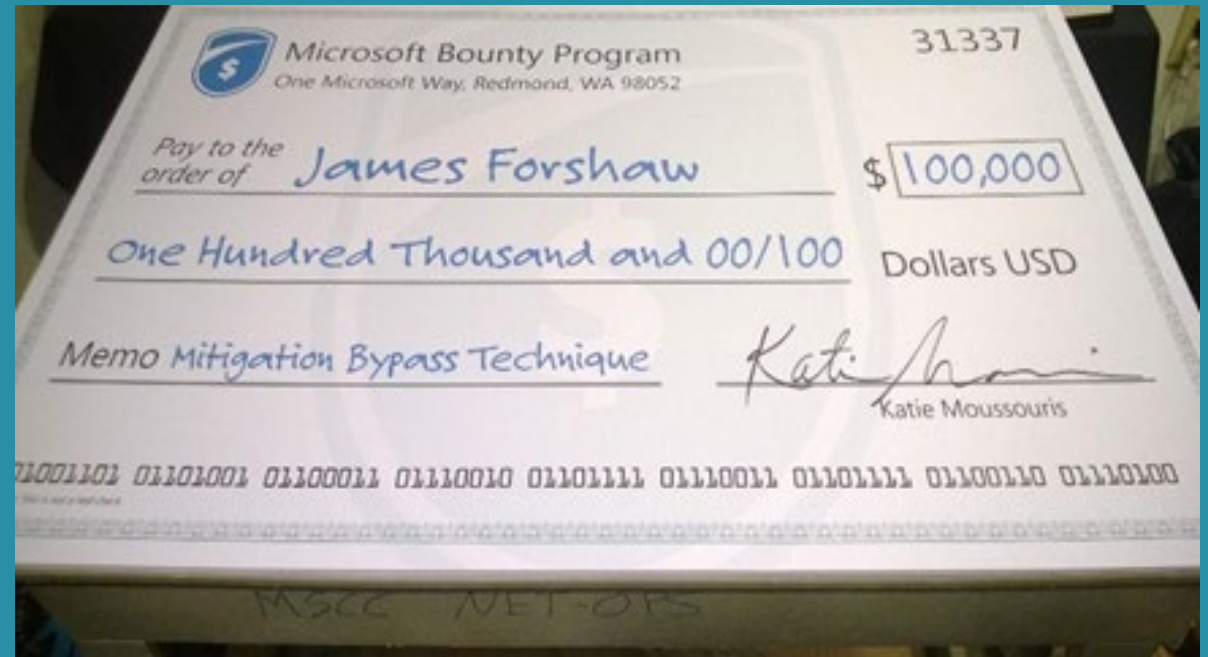 Microsoft Bounty Program
One Microsoft Way, Redmond, WA 98052
31337
Pay to the
order of James Forshaw
$ 100,000
One Hundred Thousand and 00/100 Dollars USD
Memo Mitigation Bypass Technique
Katie Moussouris
01001101 01101001 01100011 01110010 01101111 01110011 01101111 01100110 01110100
MSCC NET-OPS